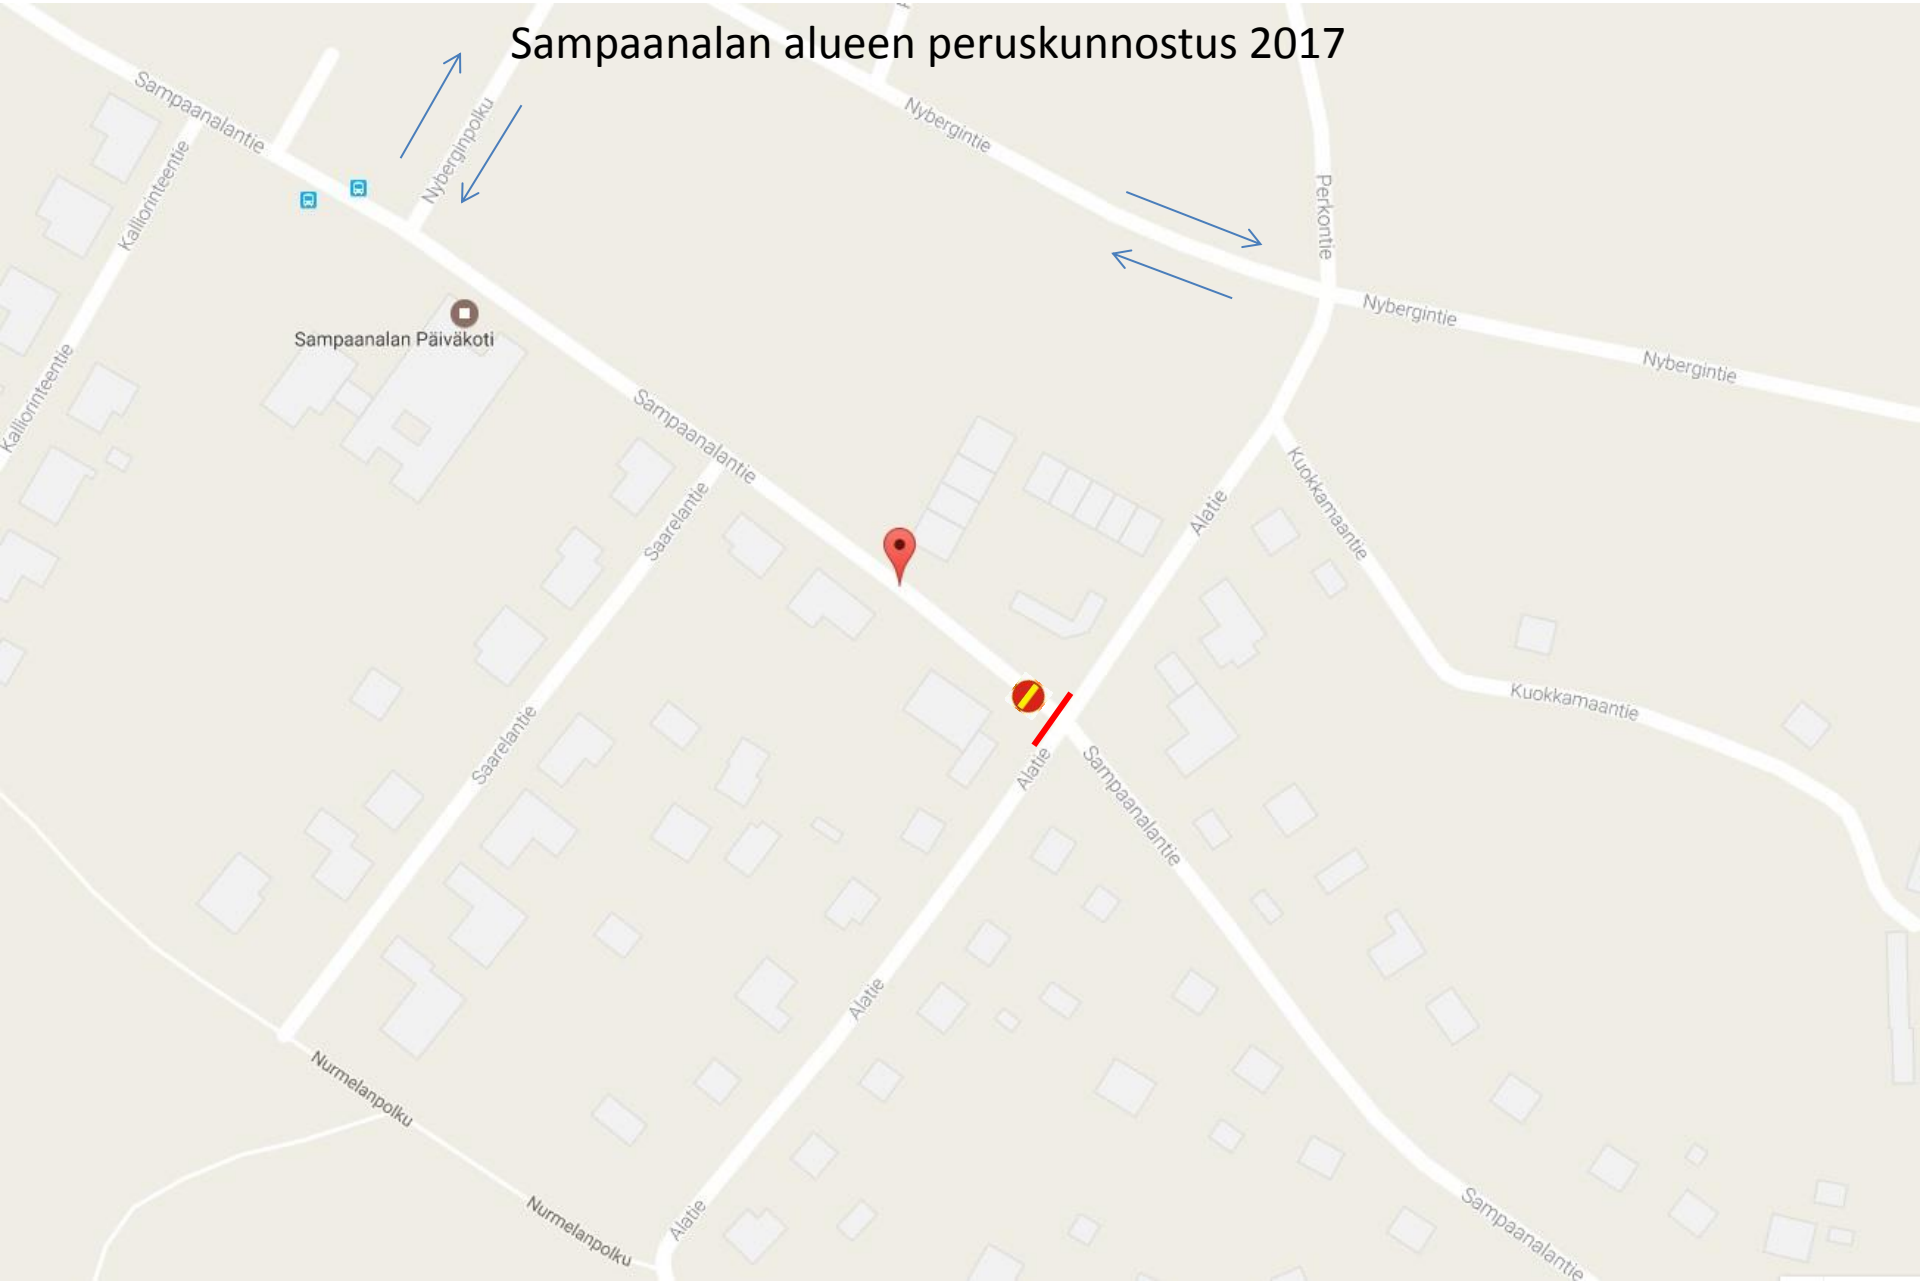 Sampaanalan alueen peruskunnostus 2017
Sampaanalantie
Nyberginpolku
Nybergintie
Kalliorinteentie
Perkontie
Nybergintie
Sampaanalan Päiväkoti
Nybergintie
Kalliorinteentie
Sampaanalantie
Saarelantie
Alatie
Kuokkamaantie
Kuokkamaantie
Saarelantie
Alatie
Sampaanalantie
Alatie
Nurmelanpolku
Nurmelanpolku
Alatie
Sampaanalantie